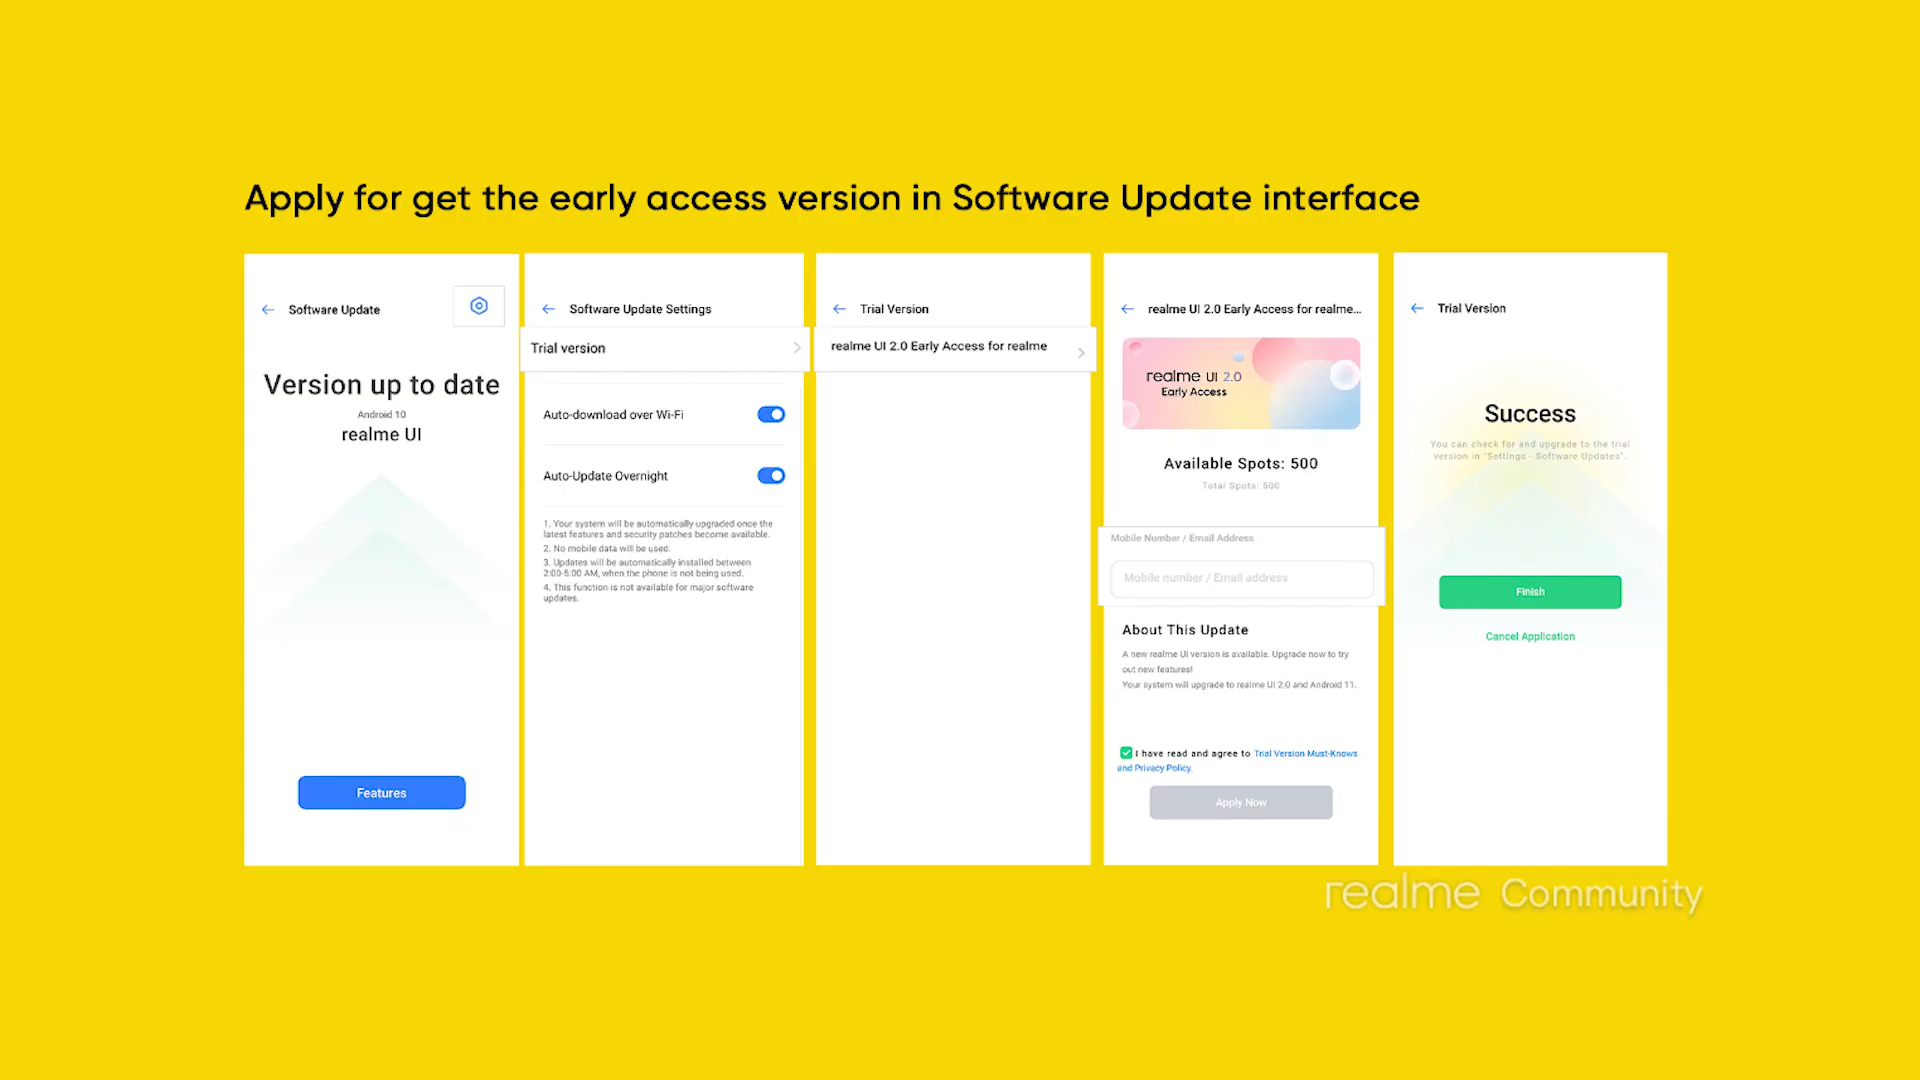 Apply for get the early access version in Software Update interface
Software Update
Version up to date
Android 10
realme UI
Features
Software Update Settings
Trial version
Auto-download over Wi-Fi
Auto-Update Overnight
1. Your system will be automatically upgraded once the
latest features and security patches become available.
2. No mobile data will be used.
3. Updates will be automatically installed between
2:00-5:00 AM, when the phone is not being used.
4. This function is not available for major software
updates.
Trial Version
realme UI 2.0 Early Access for realme
realme UI 2.0 Early Access for realme...
realme UI 2.0
Early Access
Available Spots: 500
Total Spots: 500
Mobile Number / Email Address
Mobile number / Email address
About This Update
A new realme UI version is available. Upgrade now to try
out new features!
Your system will upgrade to realme UI 2.0 and Android 11.
I have read and agree to Trial Version Must-Knows
and Privacy Policy.
Apply Now
Trial Version
Success
You can check for and upgrade to the trial
version in "Settings - Software Updates".
Finish
Cancel Application
realme Community